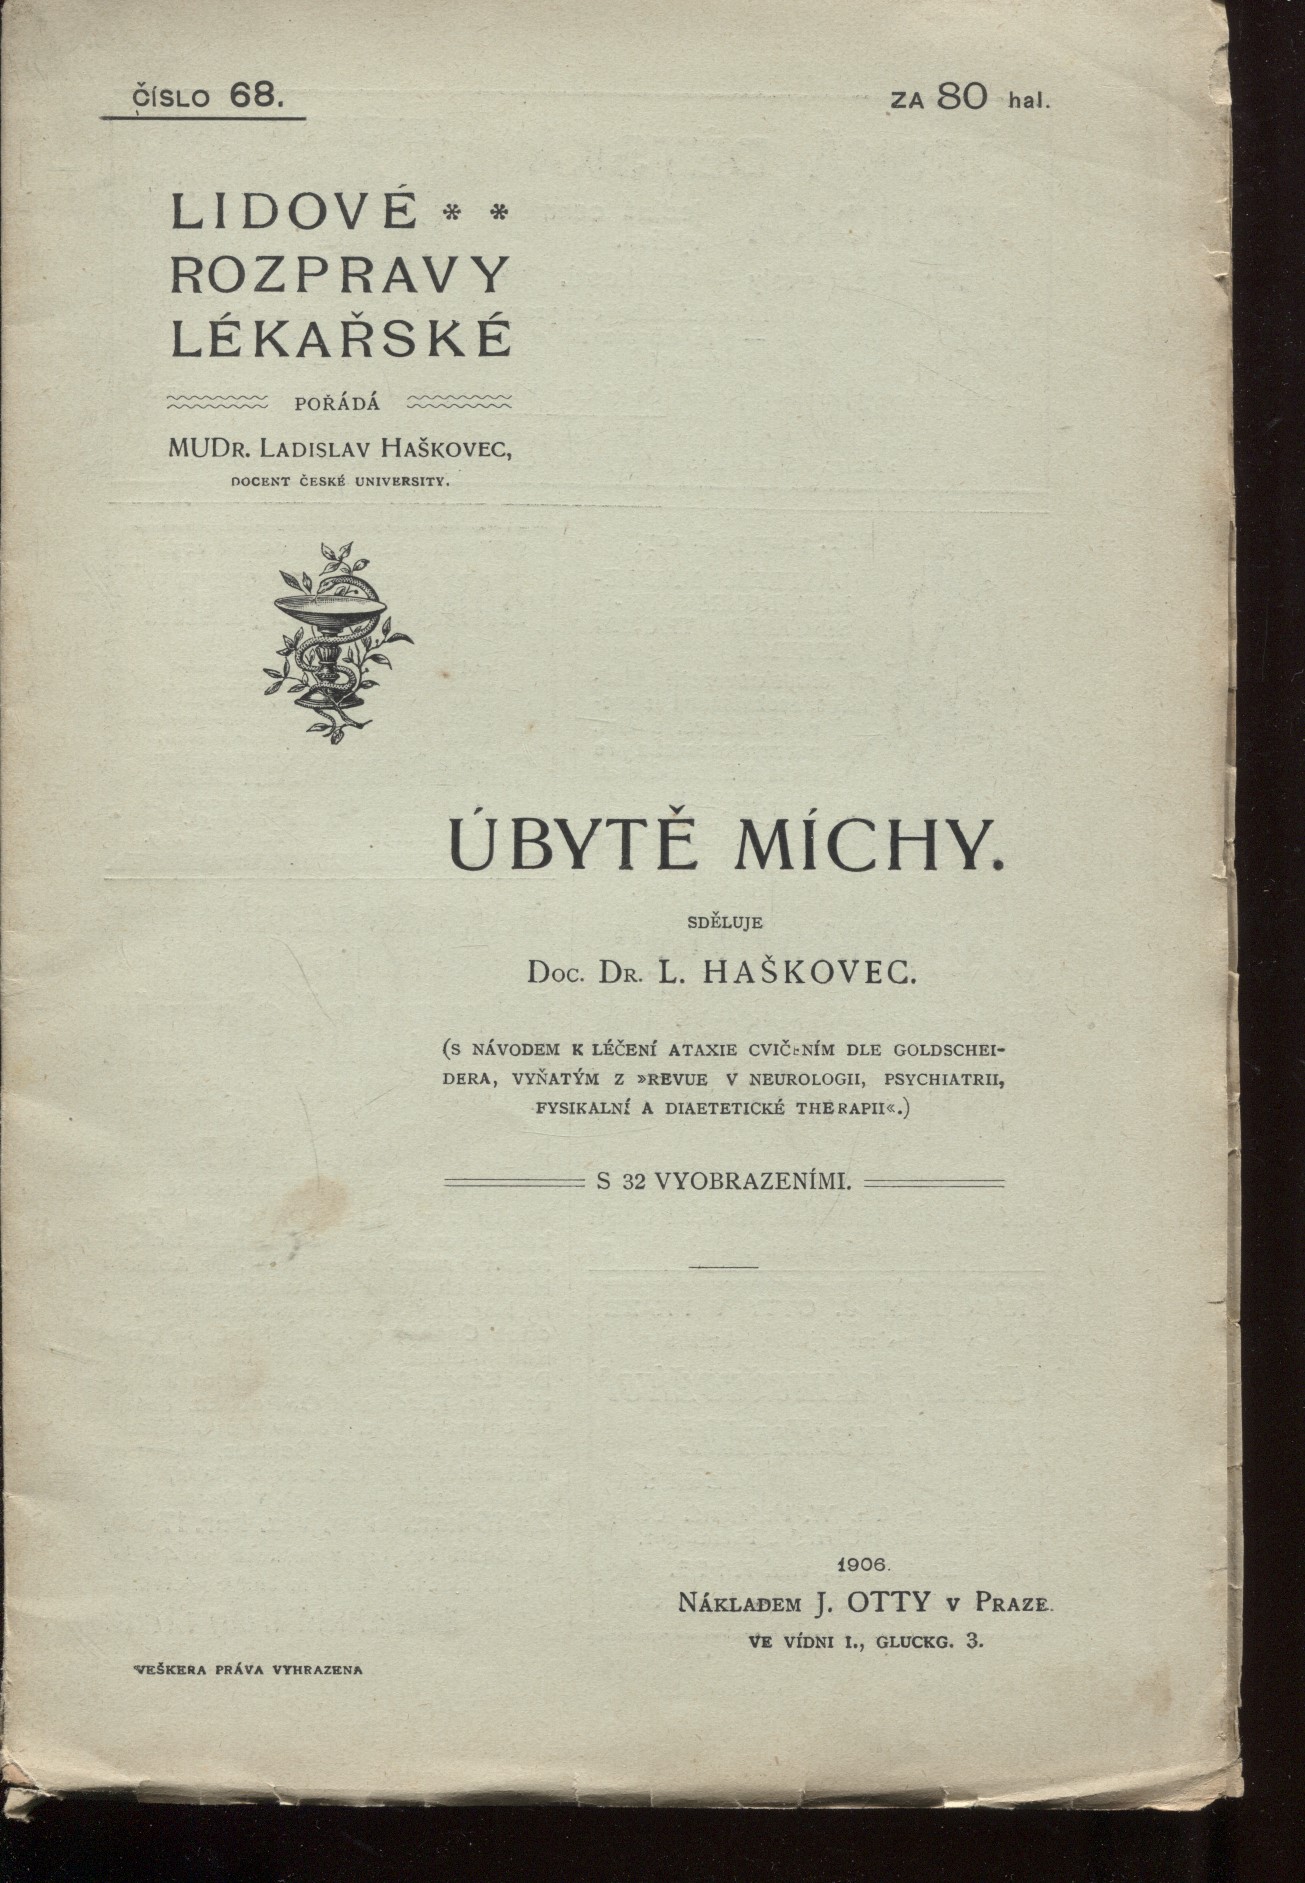 ČÍSLO 68.
ZA 80 hal.
LIDOVÉ * *
ROZPRAVY
LÉKAŘSKÉ
POŘÁDÁ
MUDR. LADISLAV HAŠKOVEC,
DOCENT ČESKÉ UNIVERSITY.
ÚBYTĚ MÍCHY.
SDĚLUJE
DOC. DR. L. HAŠKOVEC.
(S NÁVODEM K LÉČENÍ ATAXIE CVIČENÍM DLE GOLDSCHEI-
DERA, VYŇATÝM Z »REVUE V NEUROLOGII, PSYCHIATRII,
FYSIKALNÍ A DIAETETICKÉ THERAPII«.)
S 32 VYOBRAZENÍMI.
1906.
NÁKLADEM J. OTTY V PRAZE.
VE VÍDNI I., GLUCKG. 3.
VEŠKERA PRÁVA VYHRAZENA